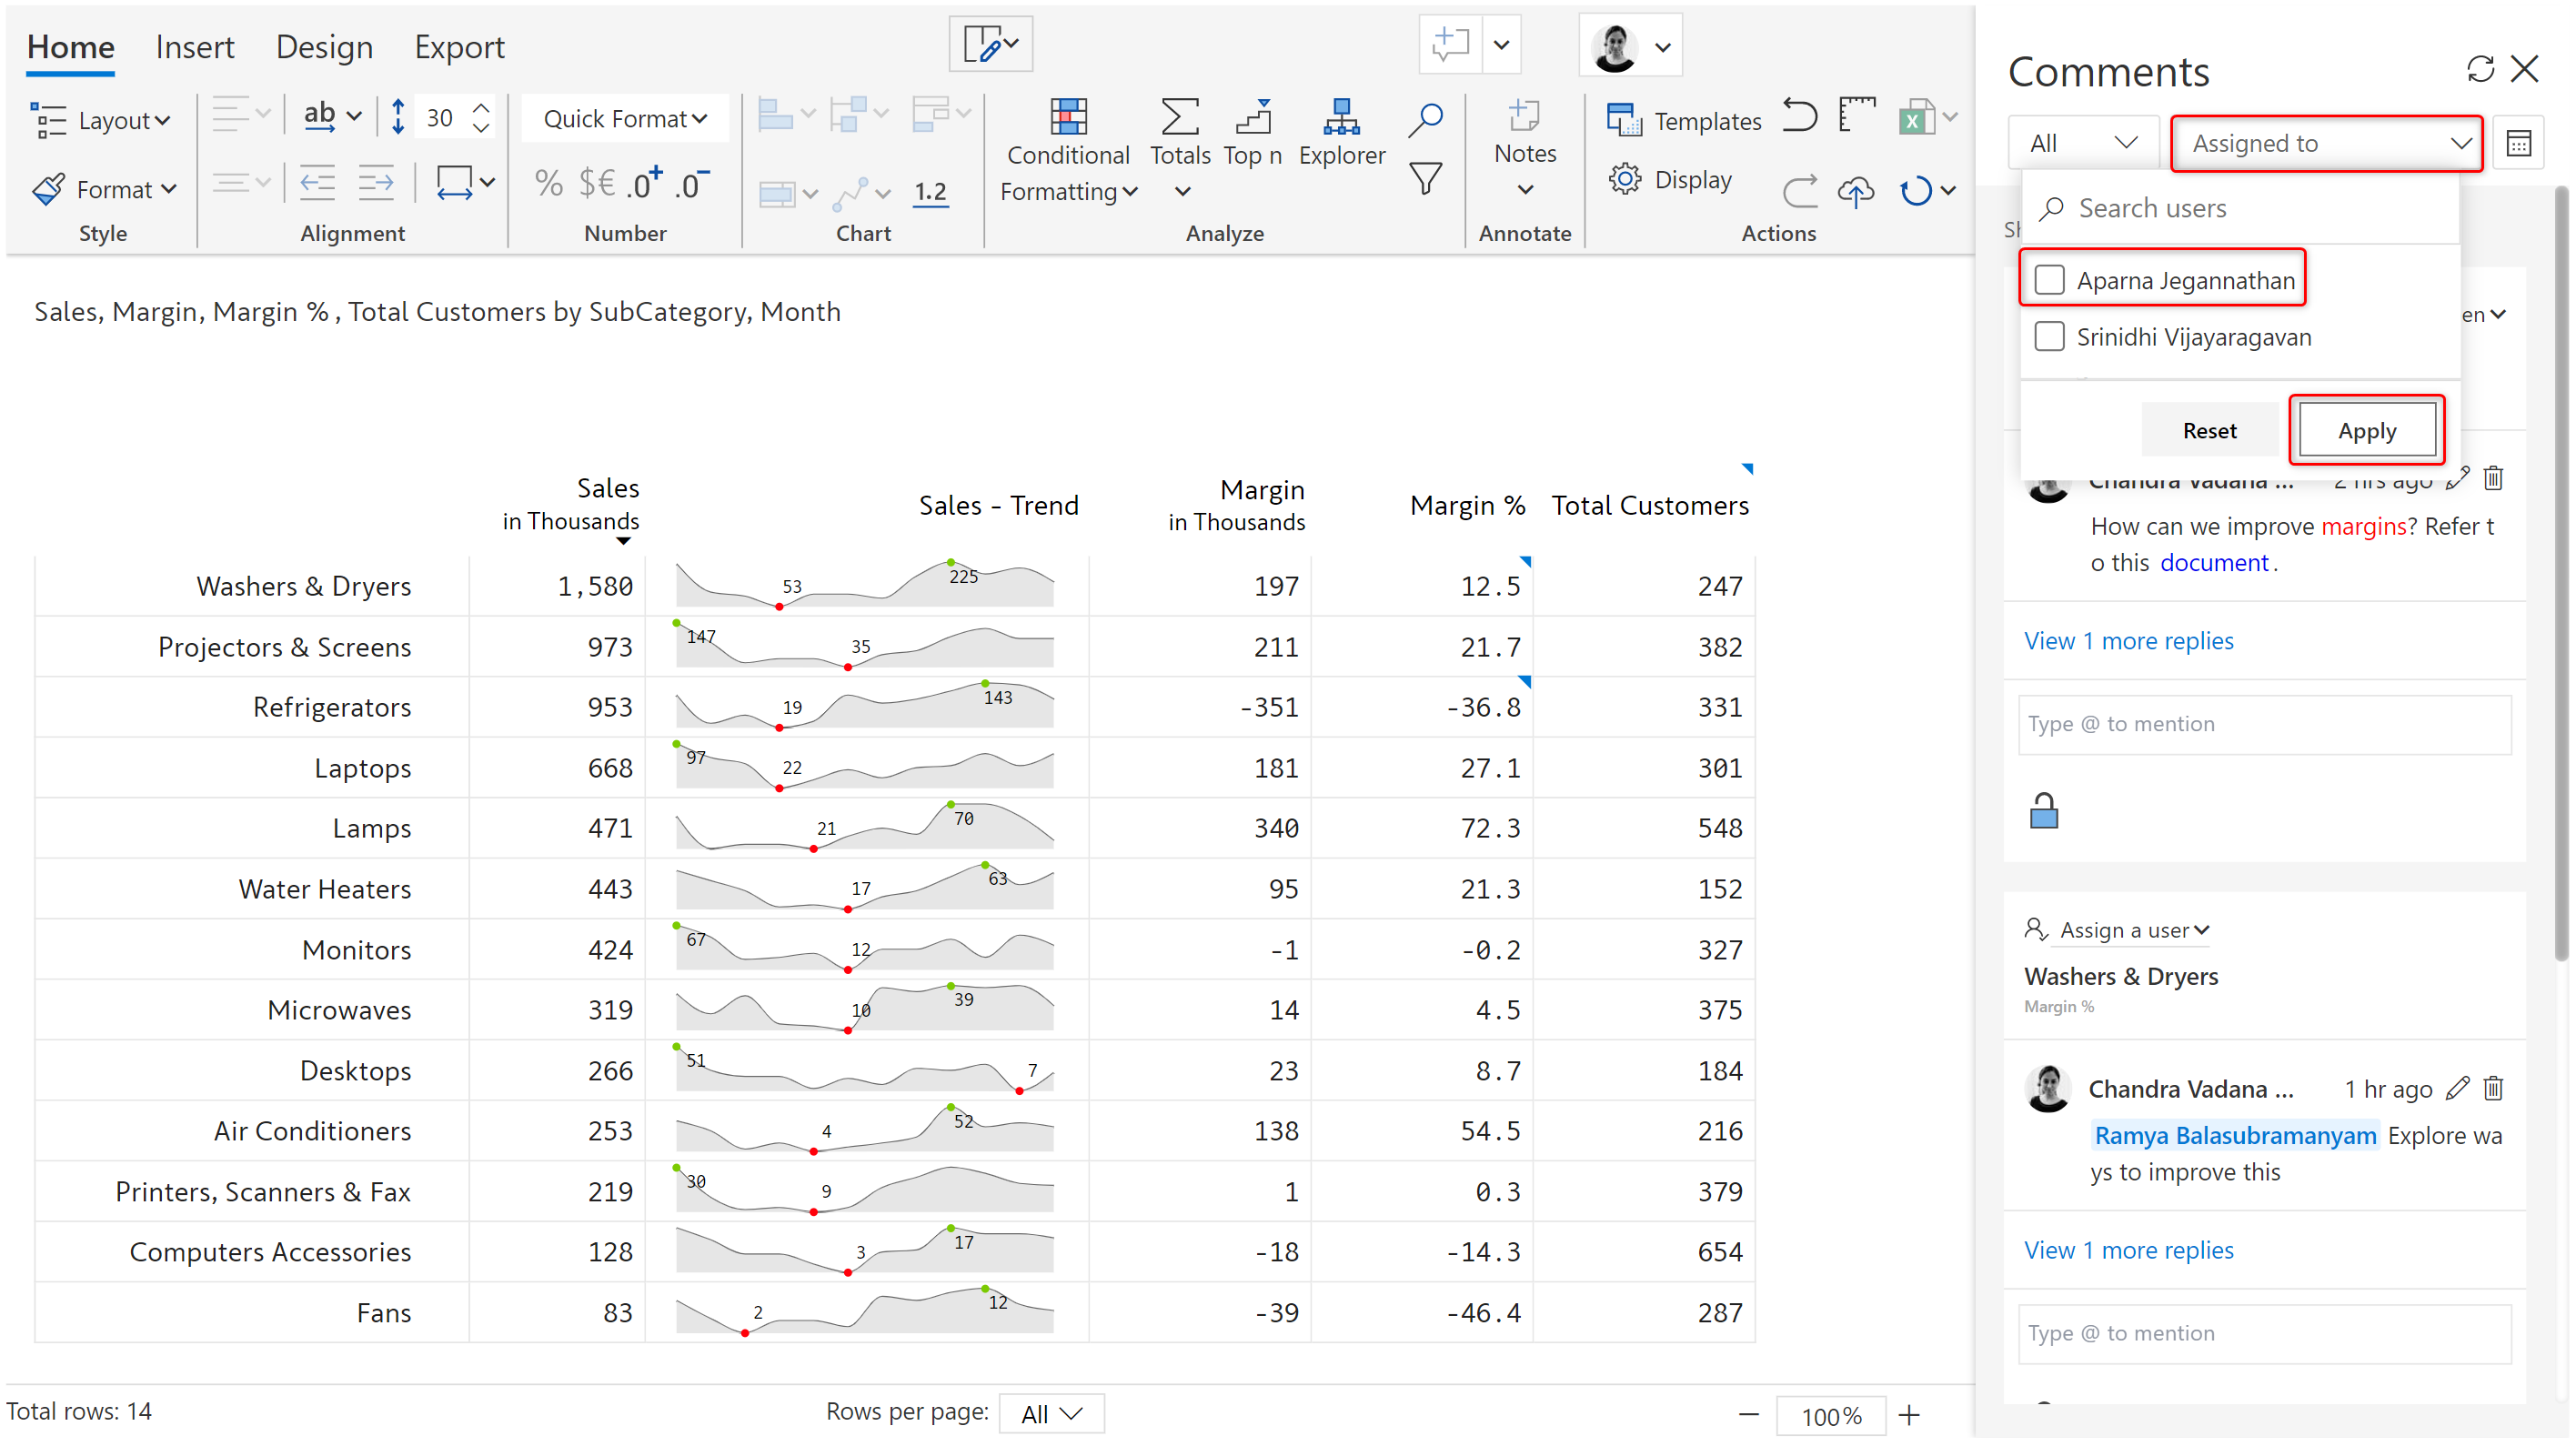 Home Insert Design Export
Layout
Format
Style
ab 30
Alignment
Quick Format
% $€ .0+ .0-
Number
1.2
Chart
Conditional Formatting
Totals
Top n
Explorer
Analyze
Notes
Annotate
Templates
Display
Actions
Comments
All
Assigned to
Search users
Aparna Jegannathan
Srinidhi Vijayaragavan
en
Reset
Apply
Chandra Vadana ... 2 hrs ago
How can we improve margins? Refer t
o this document.
View 1 more replies
Type @ to mention
Assign a user
Washers & Dryers
Margin %
Chandra Vadana ... 1 hr ago
Ramya Balasubramanyam Explore wa
ys to improve this
View 1 more replies
Type @ to mention
Sales, Margin, Margin % , Total Customers by SubCategory, Month
Sales in Thousands Sales - Trend Margin in Thousands Margin % Total Customers
Washers & Dryers 1,580 53 225 197 12.5 247
Projectors & Screens 973 147 35 211 21.7 382
Refrigerators 953 19 143 -351 -36.8 331
Laptops 668 97 22 181 27.1 301
Lamps 471 21 70 340 72.3 548
Water Heaters 443 17 63 95 21.3 152
Monitors 424 67 12 -1 -0.2 327
Microwaves 319 10 39 14 4.5 375
Desktops 266 51 7 23 8.7 184
Air Conditioners 253 4 52 138 54.5 216
Printers, Scanners & Fax 219 30 9 1 0.3 379
Computers Accessories 128 3 17 -18 -14.3 654
Fans 83 2 12 -39 -46.4 287
Total rows: 14 Rows per page: All 100%